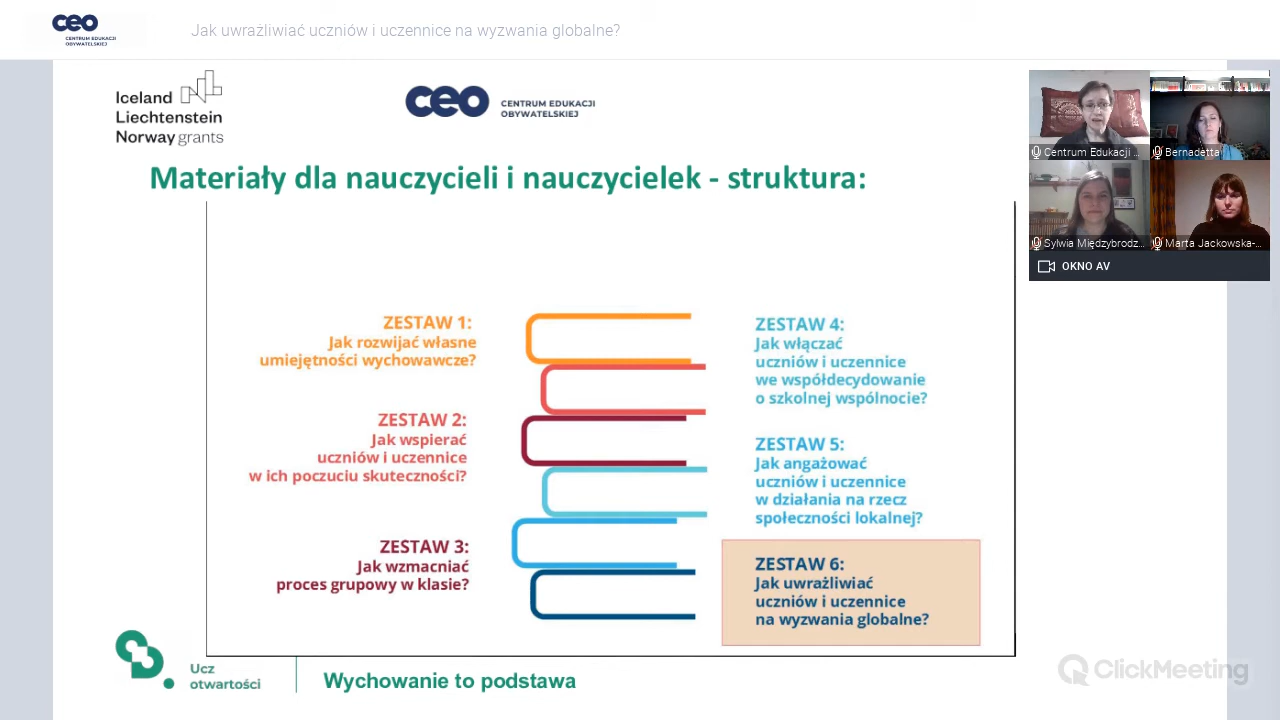 ceo
CENTRUM EDUKACJI
OBYWATELSKIEJ
Jak uwrażliwiać uczniów i uczennice na wyzwania globalne?
Iceland
Liechtenstein
Norway grants
ceo
CENTRUM EDUKACJI
OBYWATELSKIEJ
Materiały dla nauczycieli i nauczycielek - struktura:
ZESTAW 1:
Jak rozwijać własne
umiejętności wychowawcze?
ZESTAW 2:
Jak wspierać
uczniów i uczennice
w ich poczuciu skuteczności?
ZESTAW 3:
Jak wzmacniać
proces grupowy w klasie?
ZESTAW 4:
Jak włączać
uczniów i uczennice
we współdecydowanie
o szkolnej wspólnocie?
ZESTAW 5:
Jak angażować
uczniów i uczennice
w działania na rzecz
społeczności lokalnej?
ZESTAW 6:
Jak uwrażliwiać
uczniów i uczennice
na wyzwania globalne?
Ucz
otwartości
Wychowanie to podstawa
Centrum Edukacji ...
Bernadetta
Sylwia Międzybrodz...
Marta Jackowska-...
OKNO AV
ClickMeeting